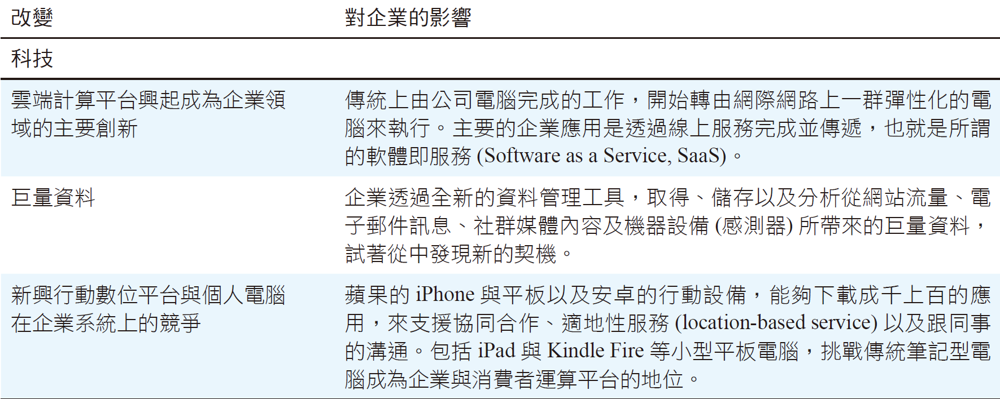 改變 對企業的影響
科技
雲端計算平台興起成為企業領
域的主要創新
傳統上由公司電腦完成的工作，開始轉由網際網路上一群彈性化的電
腦來執行。主要的企業應用是透過線上服務完成並傳遞，也就是所謂
的軟體即服務 (Software as a Service, SaaS)。
巨量資料
企業透過全新的資料管理工具，取得、儲存以及分析從網站流量、電
子郵件訊息、社群媒體內容及機器設備 (感測器) 所帶來的巨量資料，
試著從中發現新的契機。
新興行動數位平台與個人電腦
在企業系統上的競爭
蘋果的 iPhone 與平板以及安卓的行動設備，能夠下載成千上百的應
用，來支援協同合作、適地性服務 (location-based service) 以及跟同事
的溝通。包括 iPad 與 Kindle Fire 等小型平板電腦，挑戰傳統筆記型電
腦成為企業與消費者運算平台的地位。